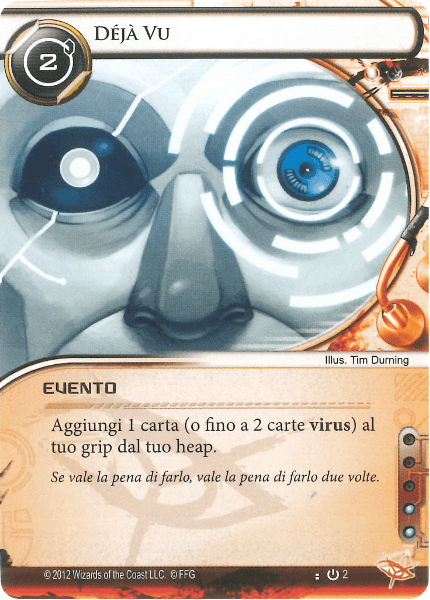 Déjà Vu
2
Illus. Tim Durning
EVENTO
Aggiungi 1 carta (o fino a 2 carte virus) al
tuo grip dal tuo heap.
Se vale la pena di farlo, vale la pena di farlo due volte.
© 2012 Wizards of the Coast LLC. © FFG
2